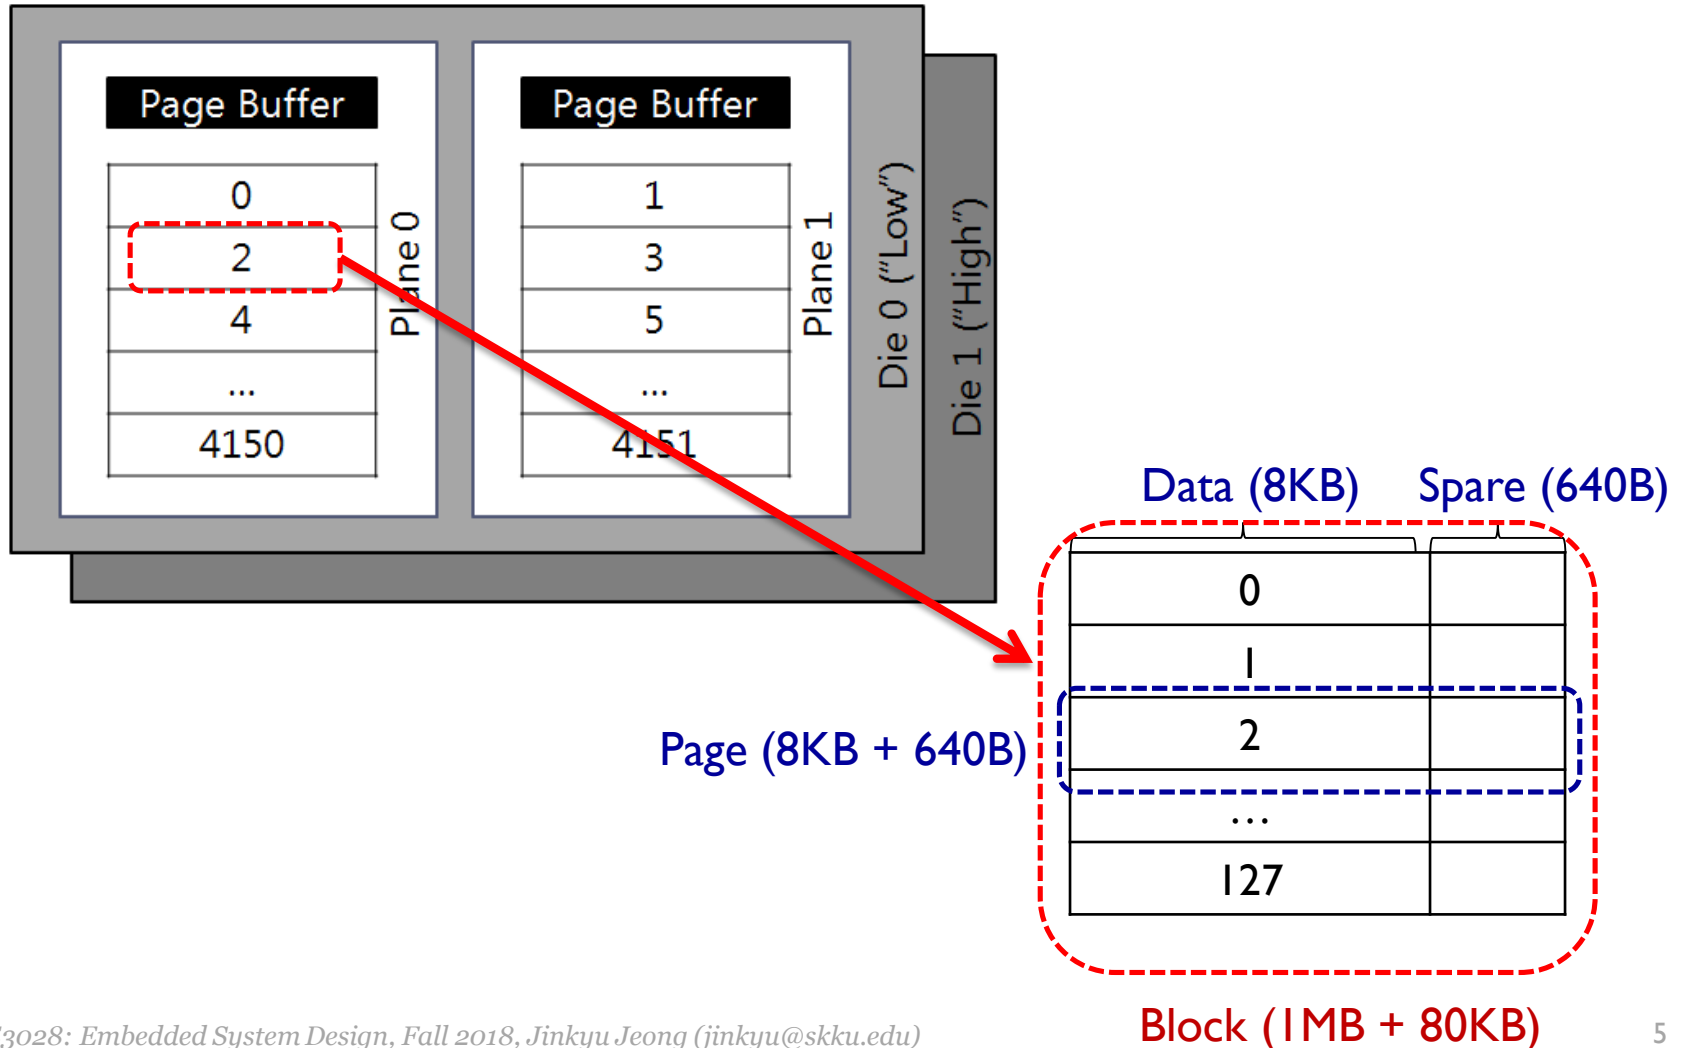 Page Buffer
0
2
4
...
4150
Plane 0
Page Buffer
1
3
5
...
4151
Plane 1
Die 0 ("Low")
Die 1 ("High")
Data (8KB)
Spare (640B)
0
1
2
...
127
Page (8KB + 640B)
Block (1MB + 80KB)
3028: Embedded System Design, Fall 2018, Jinkyu Jeong (jinkyu@skku.edu)
5